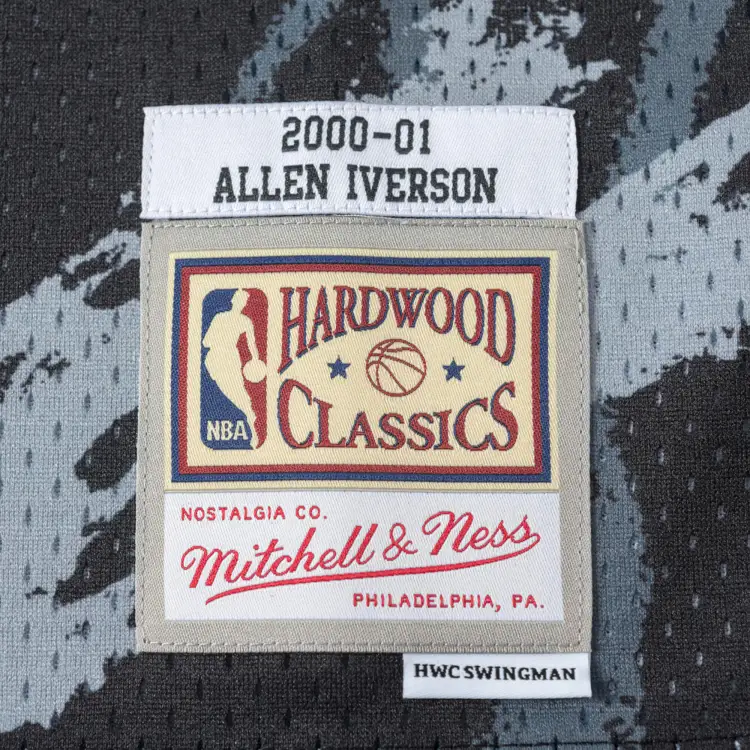 2000-01
ALLEN IVERSON
HARDWOOD
CLASSICS
NBA
NOSTALGIA CO.
Mitchell & Ness
PHILADELPHIA, PA.
HWC SWINGMAN